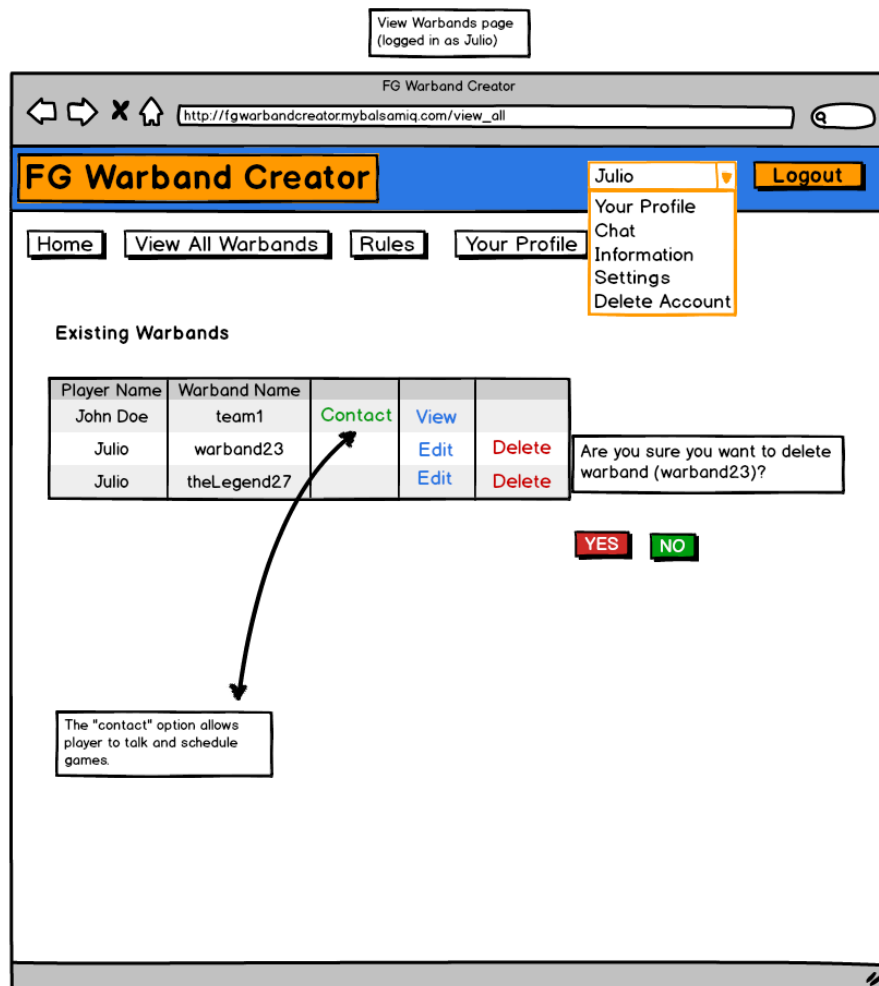 View Warbands page
(logged in as Julio)
FG Warband Creator
http://fgwarbandcreator.mybalsamiq.com/view_all
FG Warband Creator
Julio
Logout
Your Profile
Chat
Information
Settings
Delete Account
Home
View All Warbands
Rules
Your Profile
Existing Warbands
Player Name Warband Name
John Doe team1 Contact View
Julio warband23 Edit Delete
Julio theLegend27 Edit Delete
Are you sure you want to delete
warband (warband23)?
YES NO
The "contact" option allows
player to talk and schedule
games.